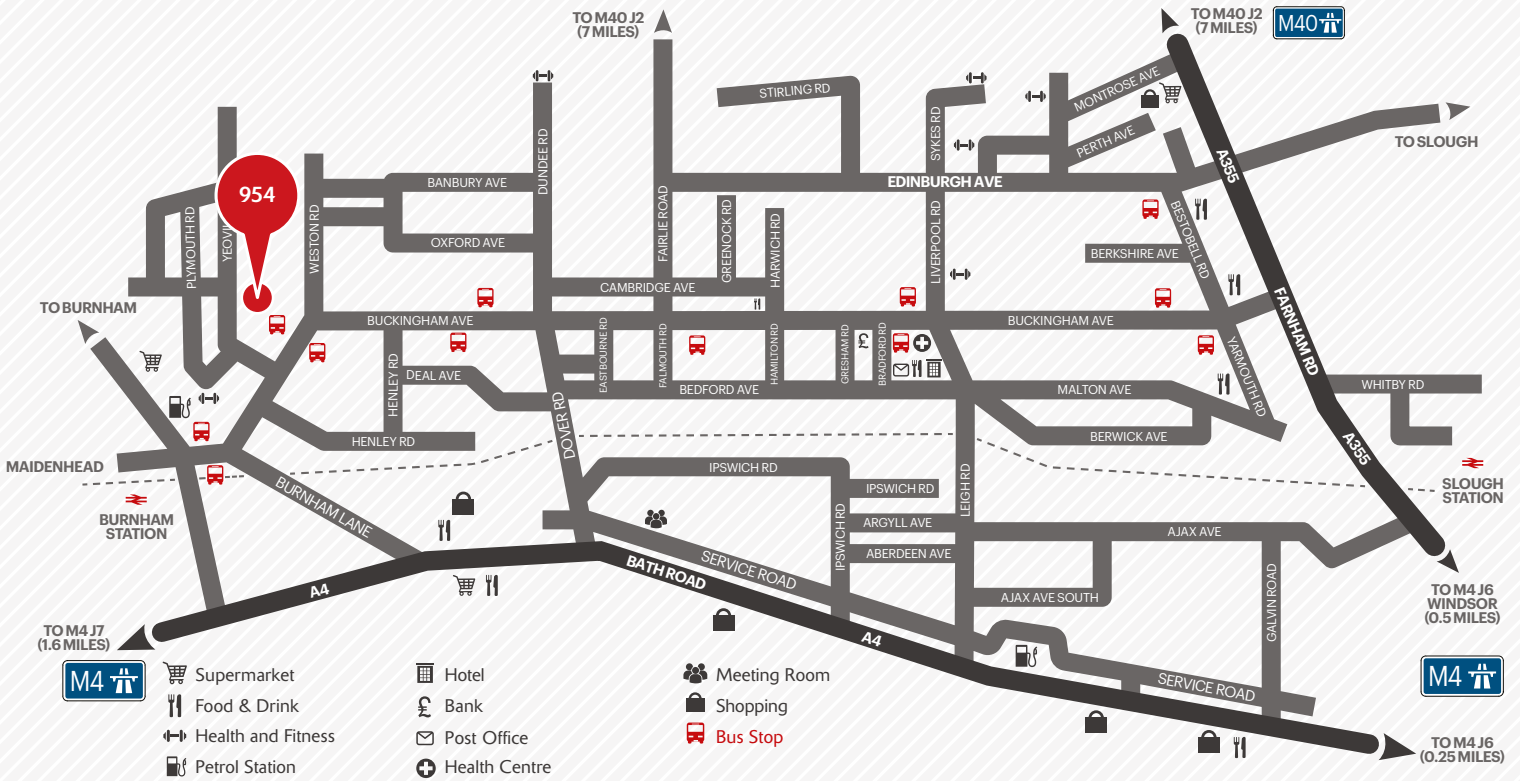 TO M40 J2
(7 MILES)
TO M40 J2
(7 MILES)
M40
STIRLING RD
MONTROSE AVE
SYKES RD
PERTH AVE
TO SLOUGH
DUNDEE RD
A355
954
BANBURY AVE
EDINBURGH AVE
PLYMOUTH RD
WESTON RD
FAIRLIE ROAD
GREENOCK RD
HARWICH RD
LIVERPOOL RD
BESTOBELL RD
OXFORD AVE
BERKSHIRE AVE
TO BURNHAM
CAMBRIDGE AVE
BUCKINGHAM AVE
BUCKINGHAM AVE
FARNHAM RD
HENLEY RD
DEAL AVE
EASTBOURNE RD
FALMOUTH RD
HAMILTON RD
GRESHAM RD
BRADFORD RD
YARMOUTH RD
BEDFORD AVE
MALTON AVE
WHITBY RD
DOVER RD
HENLEY RD
BERWICK AVE
A355
MAIDENHEAD
BURNHAM
STATION
BURNHAM LANE
IPSWICH RD
IPSWICH RD
IPSWICH RD
LEIGH RD
SLOUGH
STATION
ARGYLL AVE
AJAX AVE
ABERDEEN AVE
SERVICE ROAD
BATH ROAD
A4
AJAX AVE SOUTH
GALVIN ROAD
TO M4 J6
WINDSOR
(0.5 MILES)
TO M4 J7
(1.6 MILES)
M4
A4
SERVICE ROAD
M4
TO M4 J6
(0.25 MILES)
Supermarket
Food & Drink
Health and Fitness
Petrol Station
Hotel
£ Bank
Post Office
Health Centre
Meeting Room
Shopping
Bus Stop